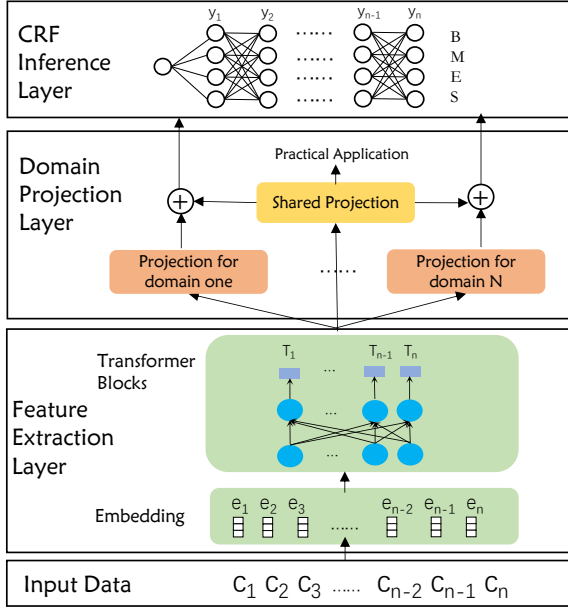 CRF
Inference
Layer
y1 y2 ...... yn-1 yn
B
M
E
S
......
Domain
Projection
Layer
Practical Application
+ Shared Projection +
Projection for
domain one
......
Projection for
domain N
Feature
Extraction
Layer
Transformer
Blocks
T1 ... Tn-1 Tn
...
...
Embedding
e1 e2 e3 ...... en-2 en-1 en
Input Data
C1 C2 C3 ...... Cn-2 Cn-1 Cn